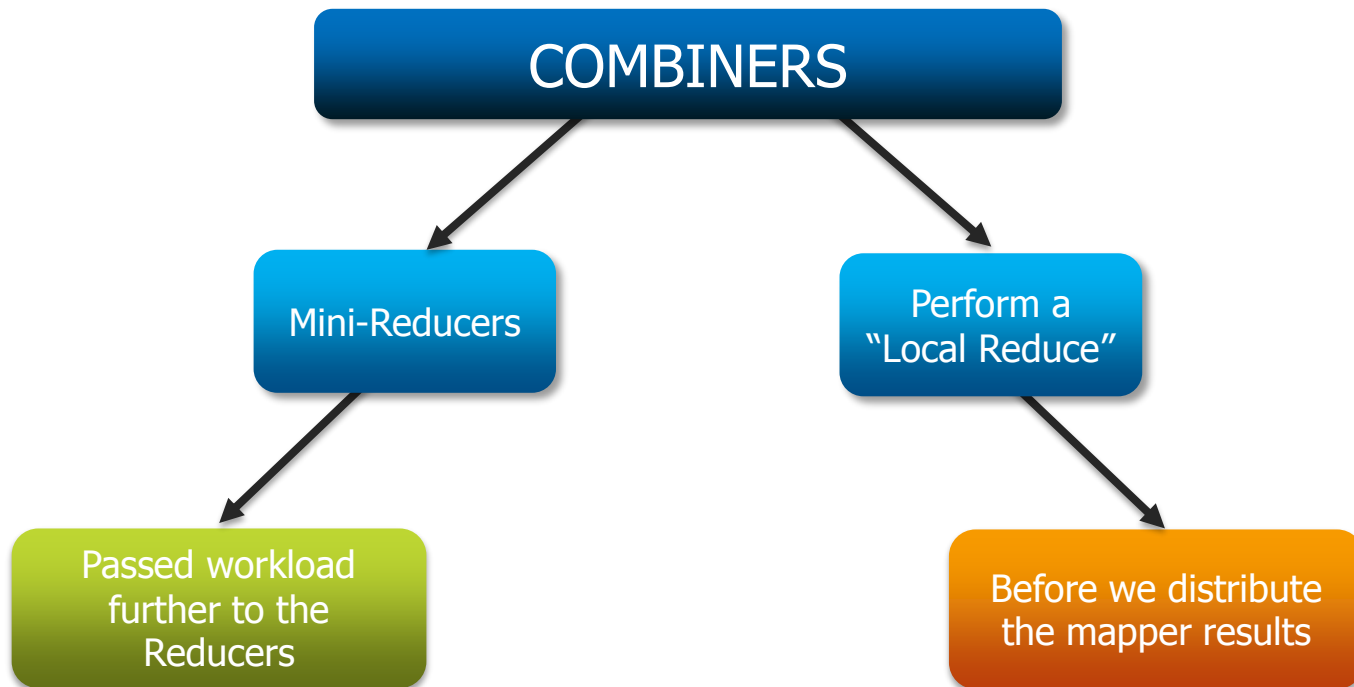 COMBINERS
Mini-Reducers
Perform a
“Local Reduce”
Passed workload
further to the
Reducers
Before we distribute
the mapper results